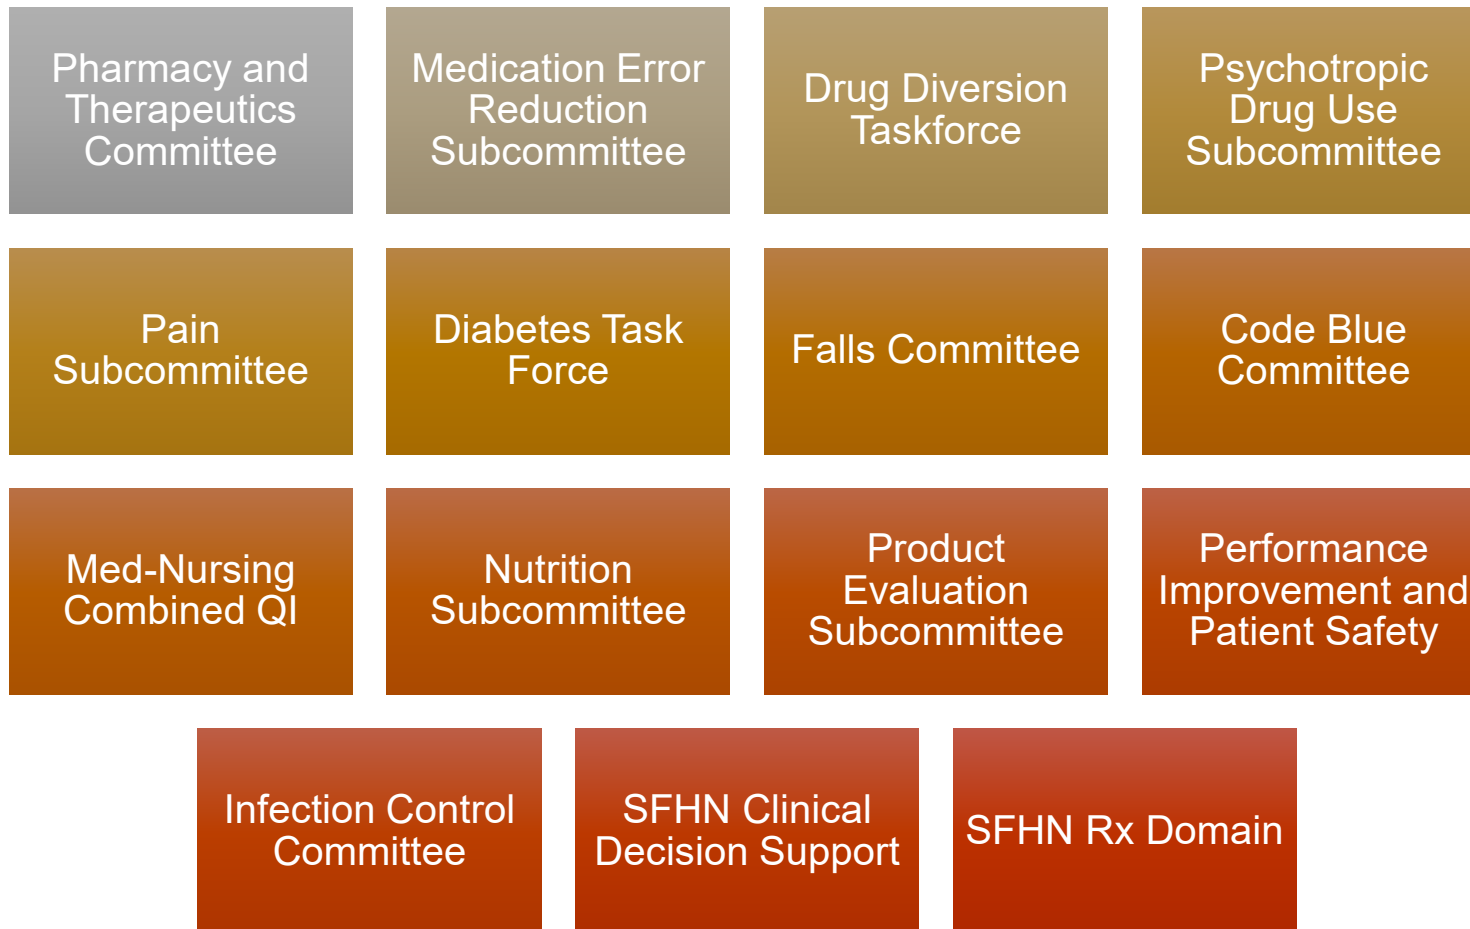 Pharmacy and
Therapeutics
Committee
Medication Error
Reduction
Subcommittee
Drug Diversion
Taskforce
Psychotropic
Drug Use
Subcommittee
Pain
Subcommittee
Diabetes Task
Force
Falls Committee
Code Blue
Committee
Med-Nursing
Combined QI
Nutrition
Subcommittee
Product
Evaluation
Subcommittee
Performance
Improvement and
Patient Safety
Infection Control
Committee
SFHN Clinical
Decision Support
SFHN Rx Domain